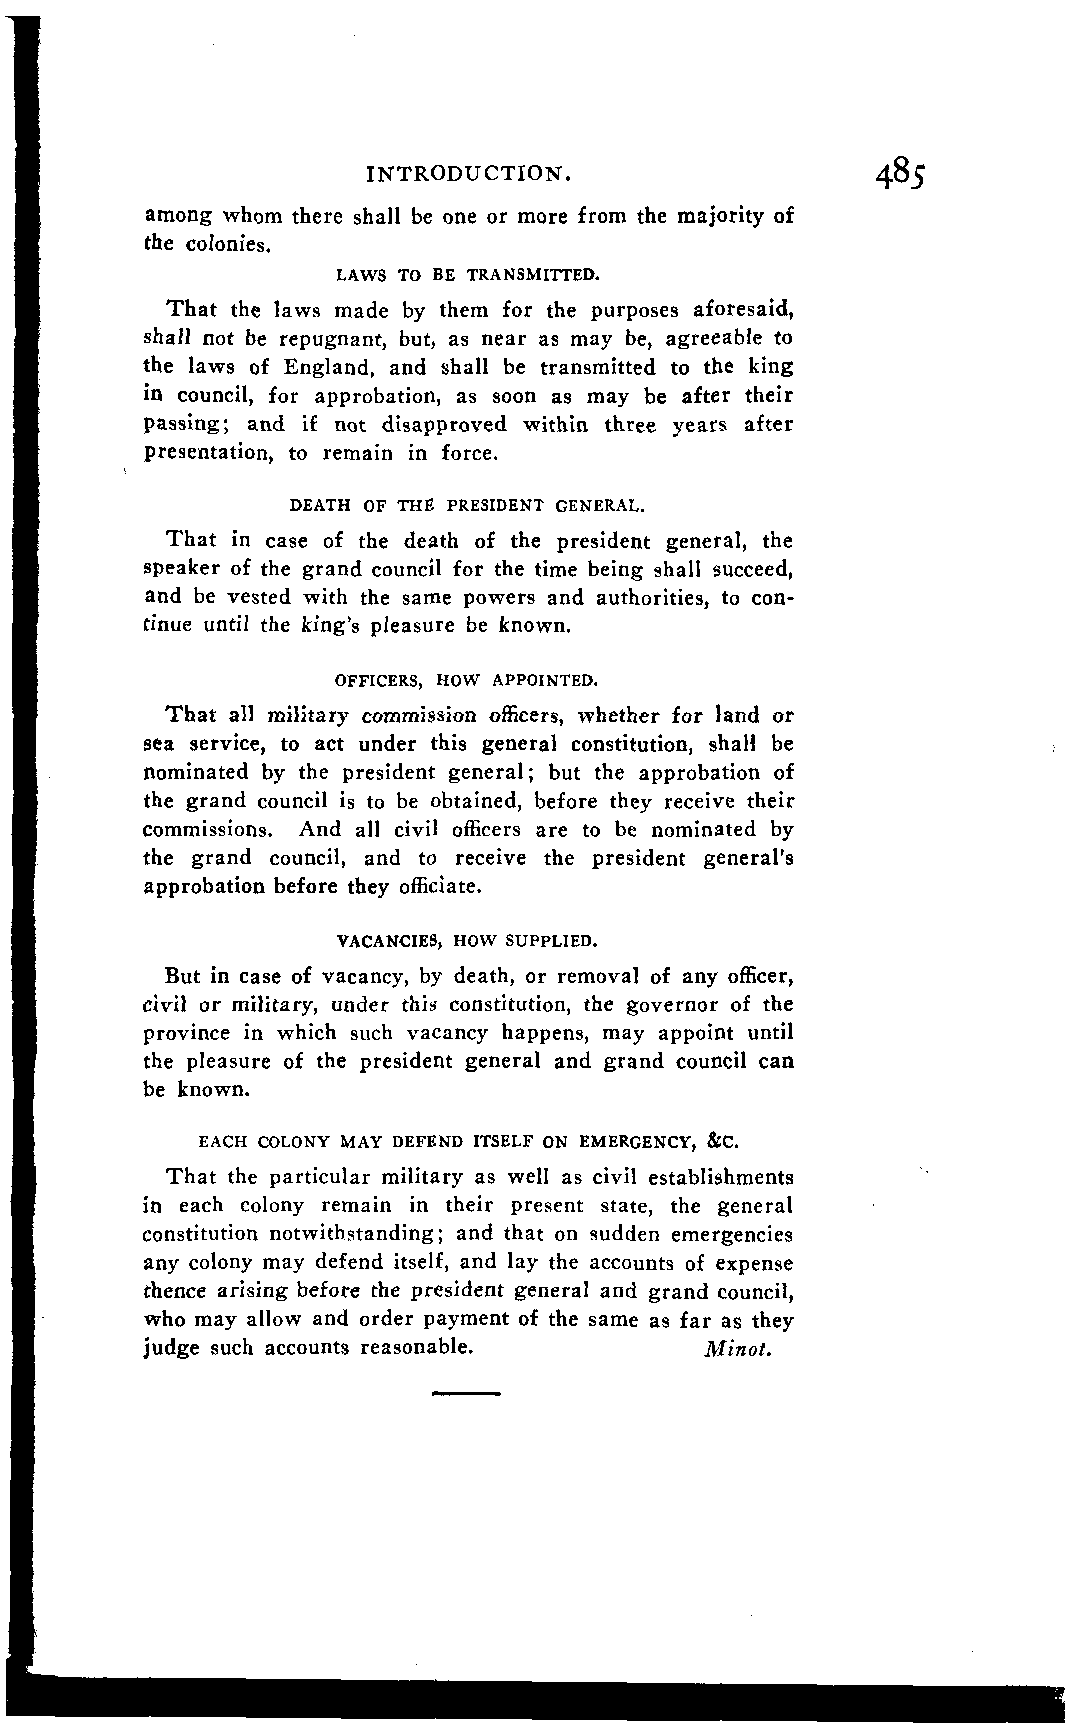 INTRODUCTION. 485
among whom there shall be one or more from the majority of
the colonies.
LAWS TO BE TRANSMITTED.
That the laws made by them for the purposes aforesaid,
shall not be repugnant, but, as near as may be, agreeable to
the laws of England, and shall be transmitted to the king
in council, for approbation, as soon as may be after their
passing; and if not disapproved within three years after
presentation, to remain in force.
DEATH OF THE PRESIDENT GENERAL.
That in case of the death of the president general, the
speaker of the grand council for the time being shall succeed,
and be vested with the same powers and authorities, to con-
tinue until the king's pleasure be known.
OFFICERS, HOW APPOINTED.
That all military commission officers, whether for land or
sea service, to act under this general constitution, shall be
nominated by the president general; but the approbation of
the grand council is to be obtained, before they receive their
commissions. And all civil officers are to be nominated by
the grand council, and to receive the president general's
approbation before they officiate.
VACANCIES, HOW SUPPLIED.
But in case of vacancy, by death, or removal of any officer,
civil or military, under this constitution, the governor of the
province in which such vacancy happens, may appoint until
the pleasure of the president general and grand council can
be known.
EACH COLONY MAY DEFEND ITSELF ON EMERGENCY, &C.
That the particular military as well as civil establishments
in each colony remain in their present state, the general
constitution notwithstanding; and that on sudden emergencies
any colony may defend itself, and lay the accounts of expense
thence arising before the president general and grand council,
who may allow and order payment of the same as far as they
judge such accounts reasonable. Minot.